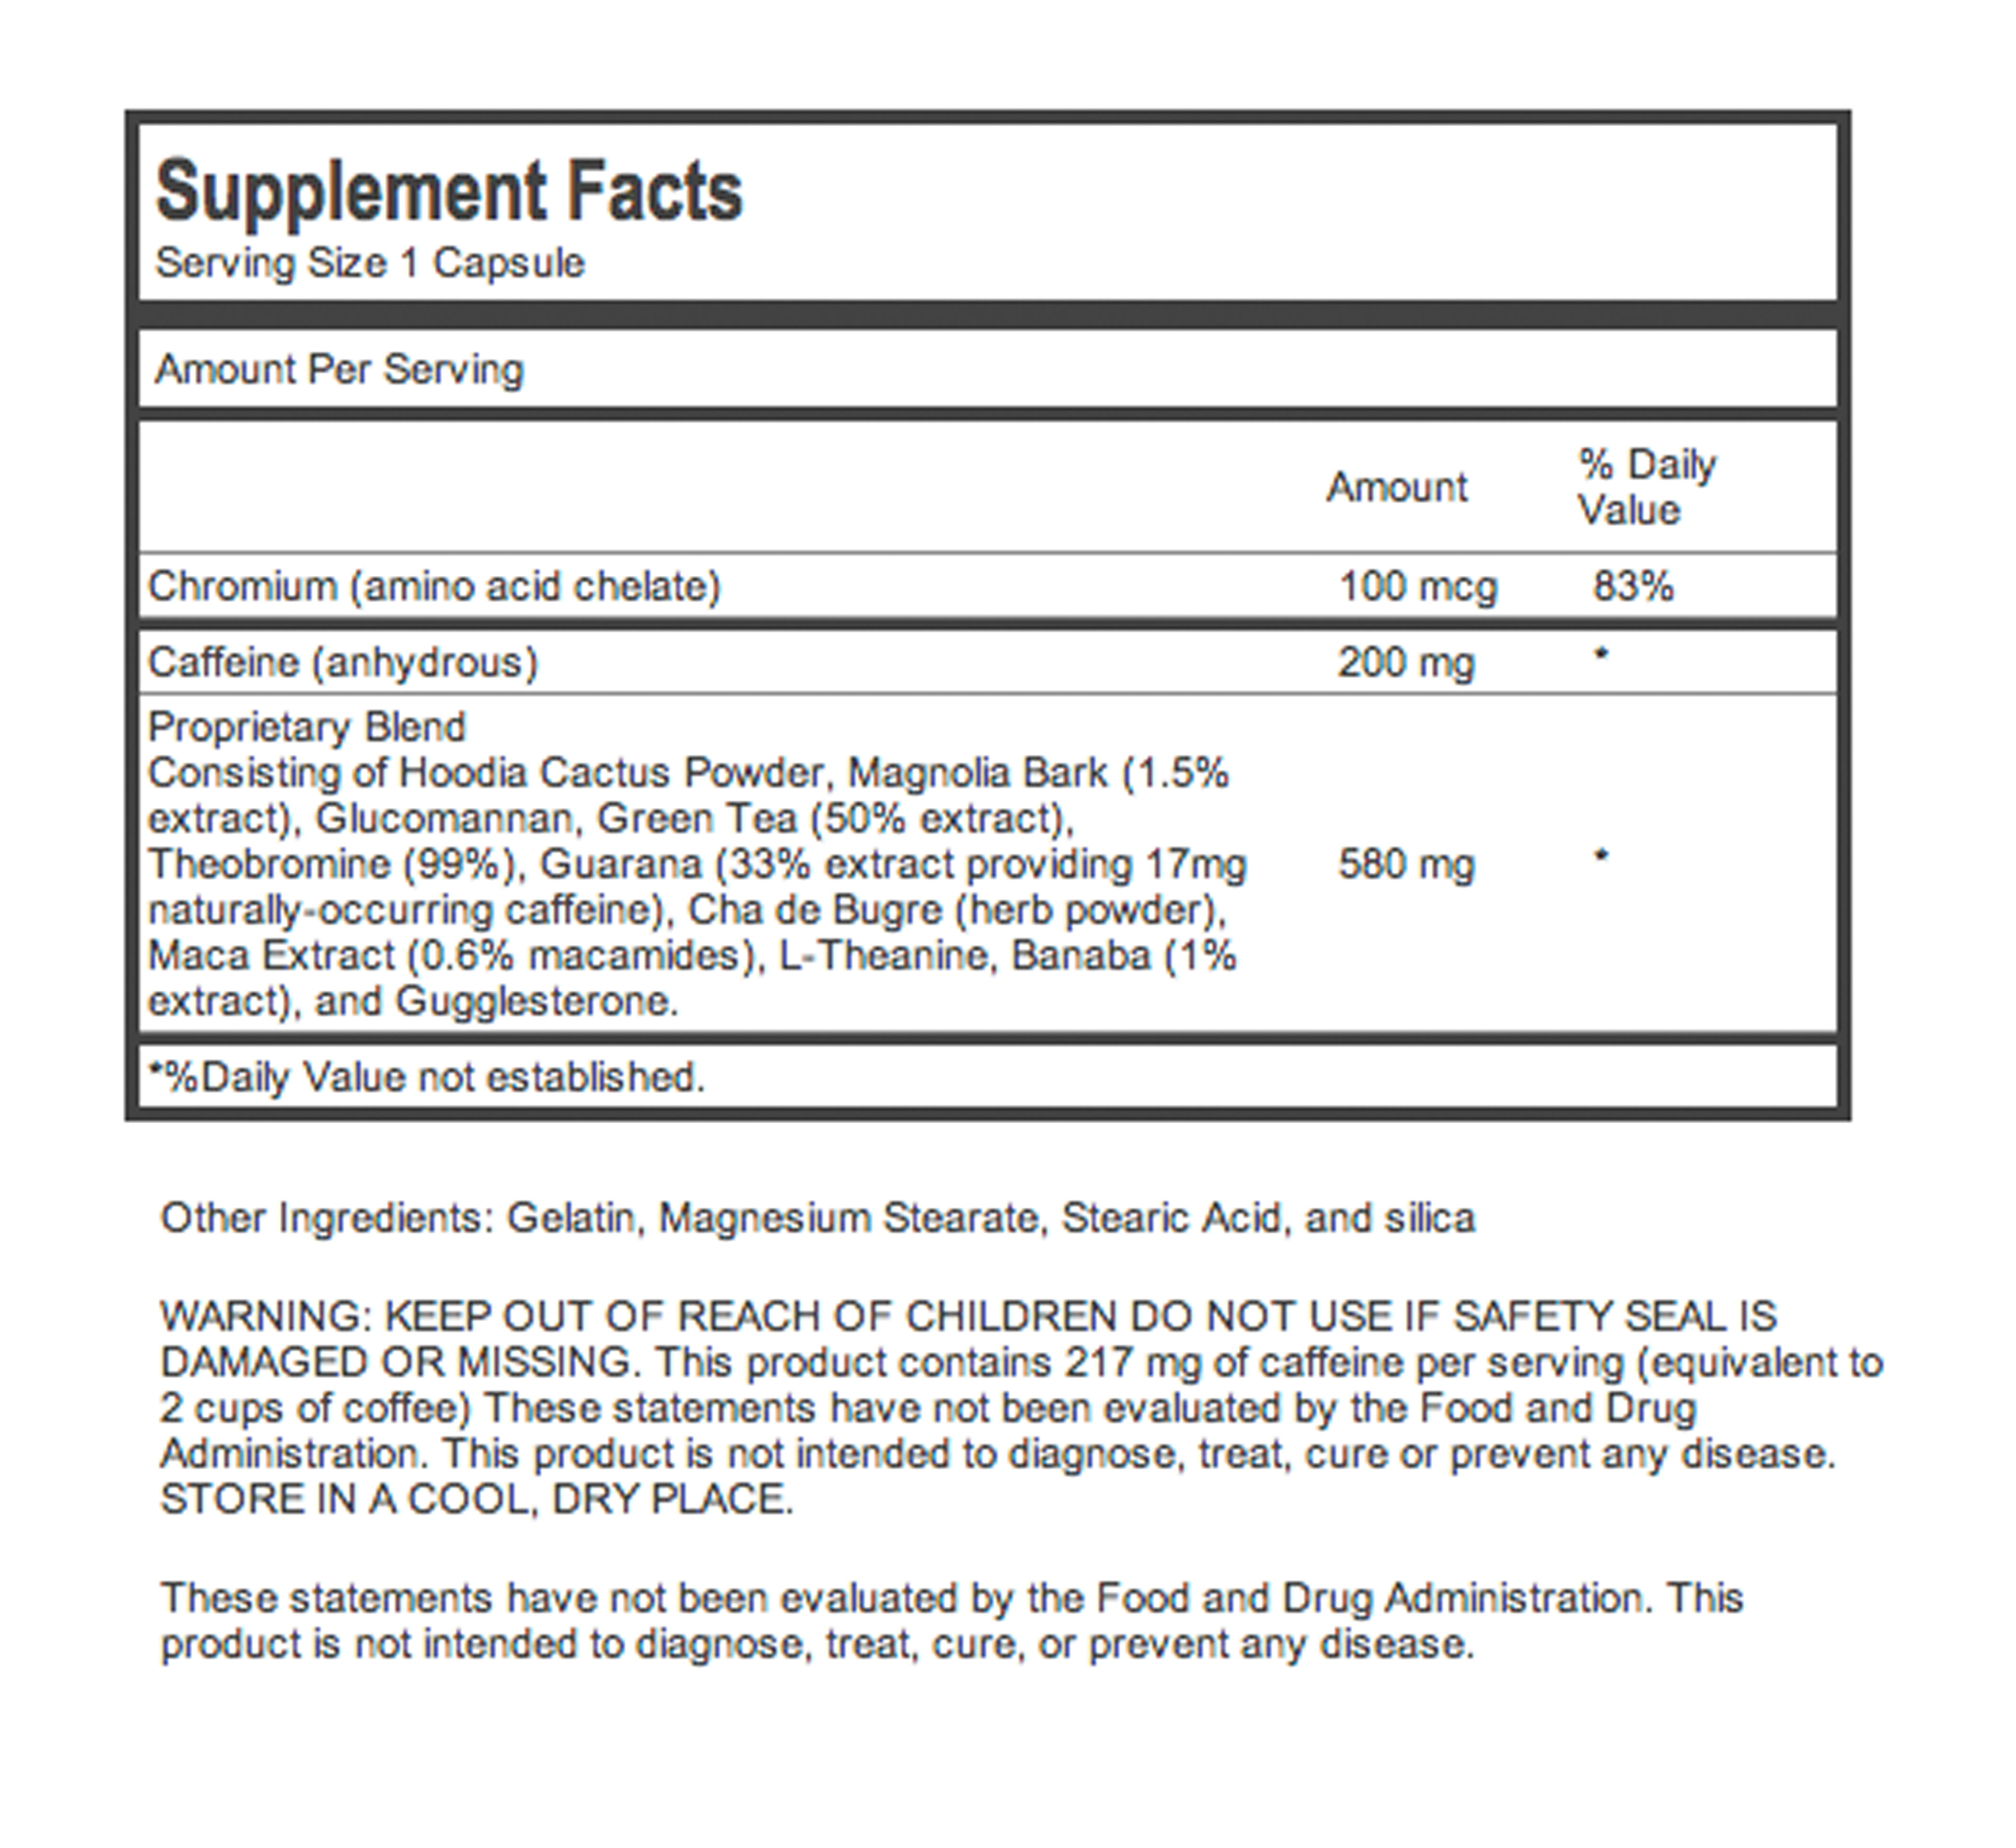 Supplement Facts
Serving Size 1 Capsule
Amount Per Serving
Amount % Daily Value
Chromium (amino acid chelate) 100 mcg 83%
Caffeine (anhydrous) 200 mg *
Proprietary Blend
Consisting of Hoodia Cactus Powder, Magnolia Bark (1.5%
extract), Glucomannan, Green Tea (50% extract),
Theobromine (99%), Guarana (33% extract providing 17mg 580 mg *
naturally-occurring caffeine), Cha de Bugre (herb powder),
Maca Extract (0.6% macamides), L-Theanine, Banaba (1%
extract), and Gugglesterone.
*%Daily Value not established.
Other Ingredients: Gelatin, Magnesium Stearate, Stearic Acid, and silica
WARNING: KEEP OUT OF REACH OF CHILDREN DO NOT USE IF SAFETY SEAL IS
DAMAGED OR MISSING. This product contains 217 mg of caffeine per serving (equivalent to
2 cups of coffee) These statements have not been evaluated by the Food and Drug
Administration. This product is not intended to diagnose, treat, cure or prevent any disease.
STORE IN A COOL, DRY PLACE.
These statements have not been evaluated by the Food and Drug Administration. This
product is not intended to diagnose, treat, cure, or prevent any disease.